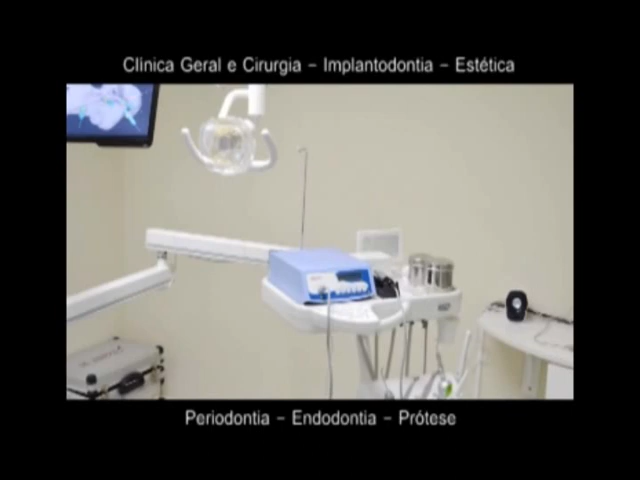 Clínica Geral e Cirurgia – Implantodontia – Estética
Periodontia – Endodontia – Prótese